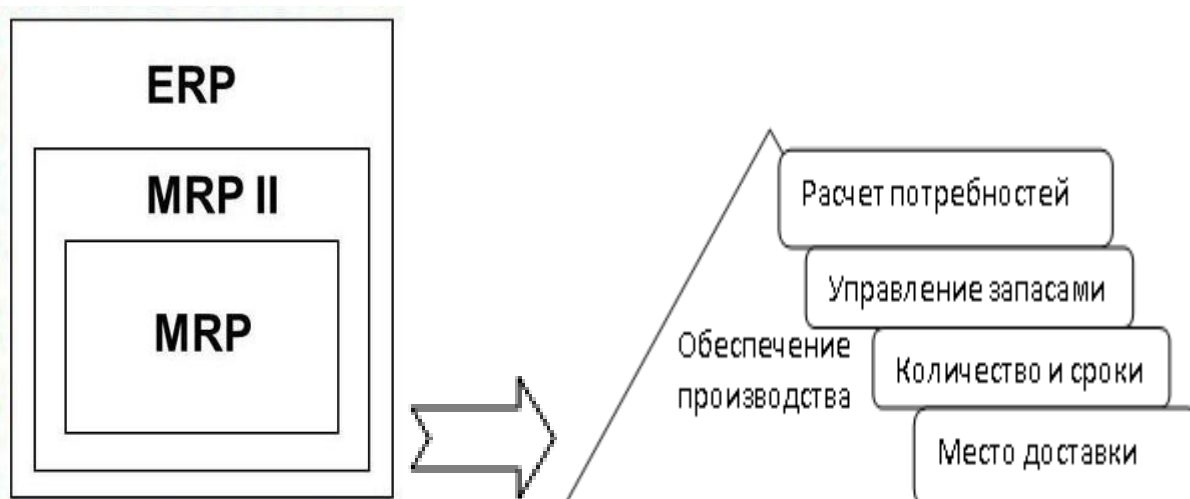 ERP
MRP II
MRP
Расчет потребностей
Управление запасами
Обеспечение
производства
Количество и сроки
Место доставки